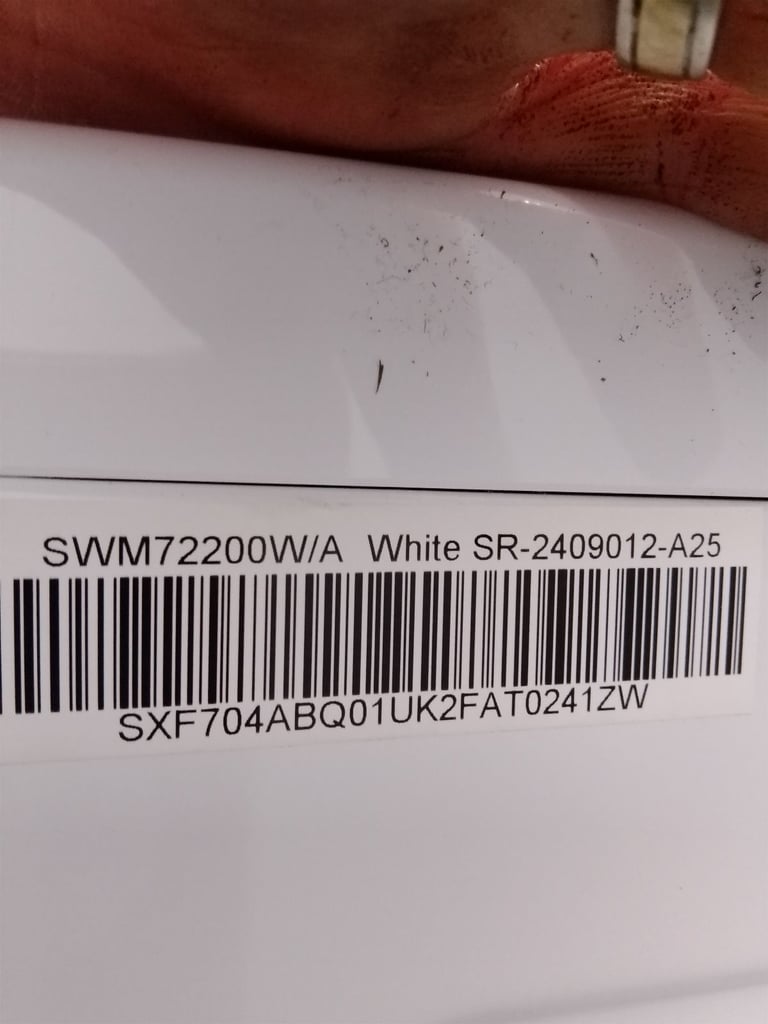 SWM72200W/A White SR-2409012-A25
SXF704ABQ01UK2FAT0241ZW